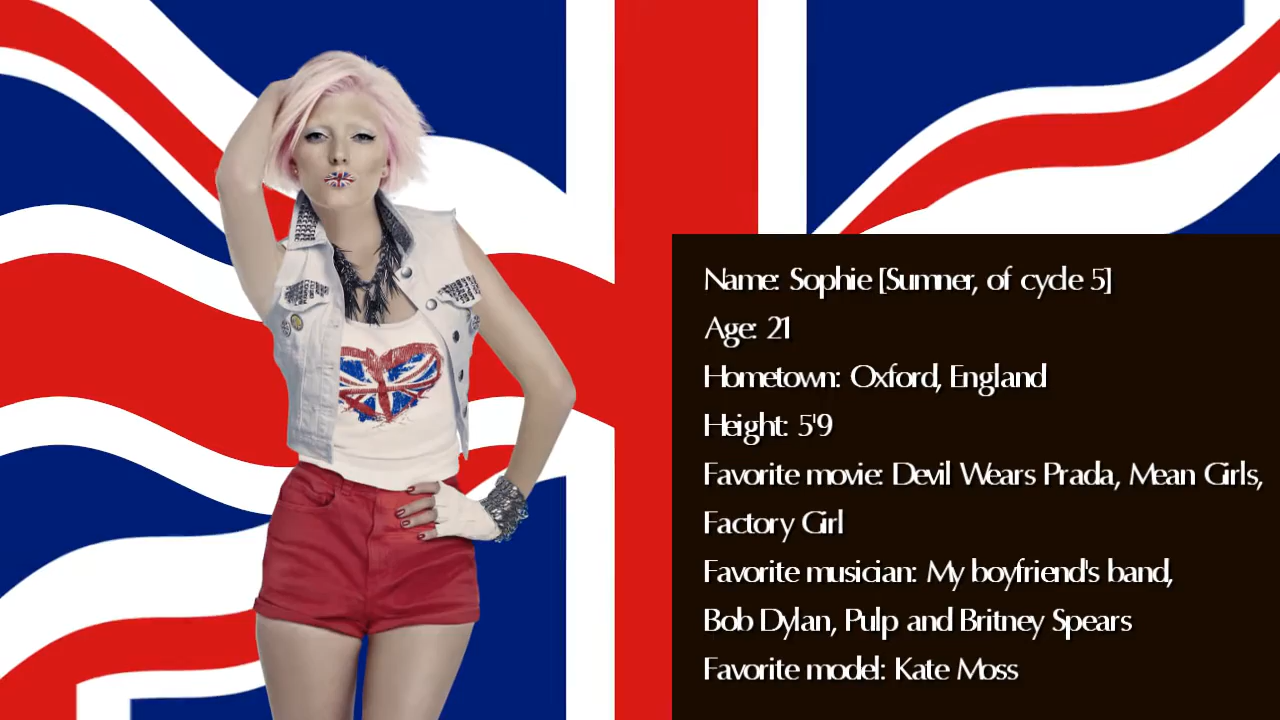 Name: Sophie [Sumner, of cycle 5]
Age: 21
Hometown: Oxford, England
Height: 5'9
Favorite movie: Devil Wears Prada, Mean Girls,
Factory Girl
Favorite musician: My boyfriend's band,
Bob Dylan, Pulp and Britney Spears
Favorite model: Kate Moss